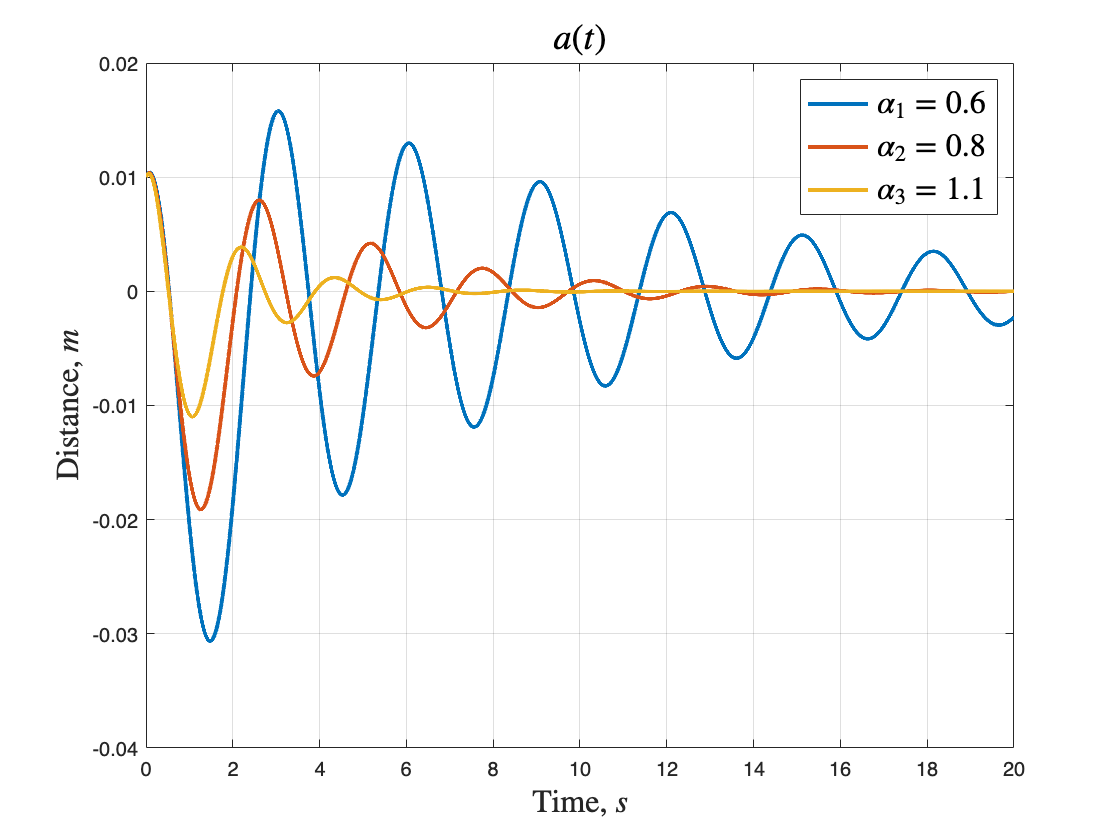 a(t)
0.02
0.01
0
-0.01
-0.02
-0.03
-0.04
Distance, m
0 2 4 6 8 10 12 14 16 18 20
Time, s
α₁ = 0.6
α₂ = 0.8
α₃ = 1.1